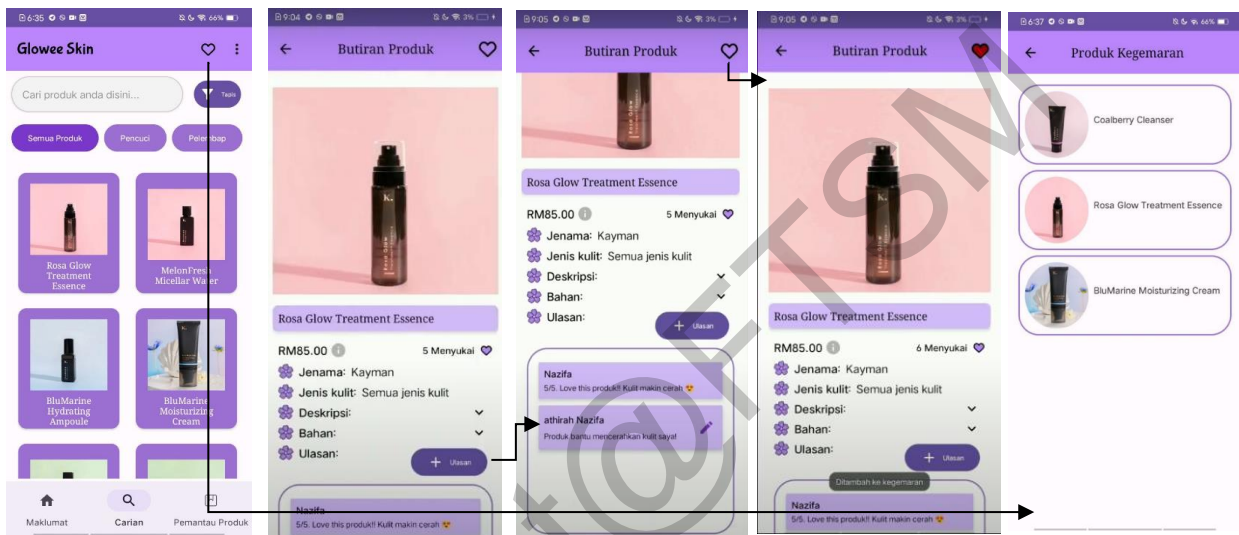 6:35 66%
Glowee Skin
Cari produk anda disini...
Tapis
Semua Produk Pencuci Pelembap
Rosa Glow
Treatment
Essence
MelonFresh
Micellar Water
BluMarine
Hydrating
Ampoule
BluMarine
Moisturizing
Cream
Maklumat Carian Pemantau Produk
9:04 3%
Butiran Produk
K.
Rosa Glow
Rosa Glow Treatment Essence
RM85.00 5 Menyukai
Jenama: Kayman
Jenis kulit: Semua jenis kulit
Deskripsi:
Bahan:
Ulasan:
+ Ulasan
Nazifa
5/5. Love this produk!! Kulit makin cerah 😍
9:05 3%
Butiran Produk
Rosa Glow Treatment Essence
RM85.00 5 Menyukai
Jenama: Kayman
Jenis kulit: Semua jenis kulit
Deskripsi:
Bahan:
Ulasan:
+ Ulasan
Nazifa
5/5. Love this produk!! Kulit makin cerah 😍
athirah Nazifa
Produk bantu mencerahkan kulit saya!
9:05 3%
Butiran Produk
K.
Rosa Glow
Rosa Glow Treatment Essence
RM85.00 6 Menyukai
Jenama: Kayman
Jenis kulit: Semua jenis kulit
Deskripsi:
Bahan:
Ulasan:
+ Ulasan
Ditambah ke kegemaran
Nazifa
5/5. Love this produk!! Kulit makin cerah 😍
6:37 66%
Produk Kegemaran
Coalberry Cleanser
Rosa Glow Treatment Essence
BluMarine Moisturizing Cream
t@FTSM